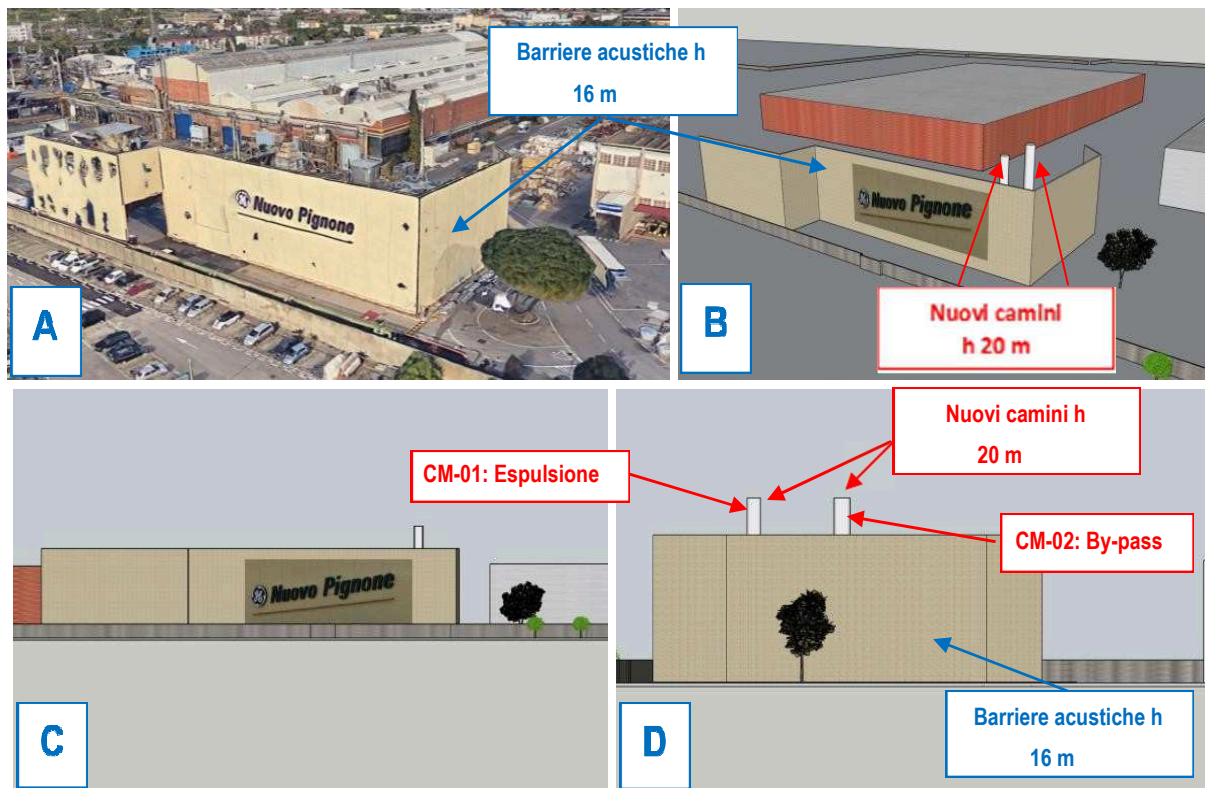 Barriere acustiche h
16 m
Nuovo Pignone
A
Nuovo Pignone
B
Nuovi camini
h 20 m
Nuovi camini h
20 m
CM-01: Espulsione
CM-02: By-pass
Nuovo Pignone
C
D
Barriere acustiche h
16 m